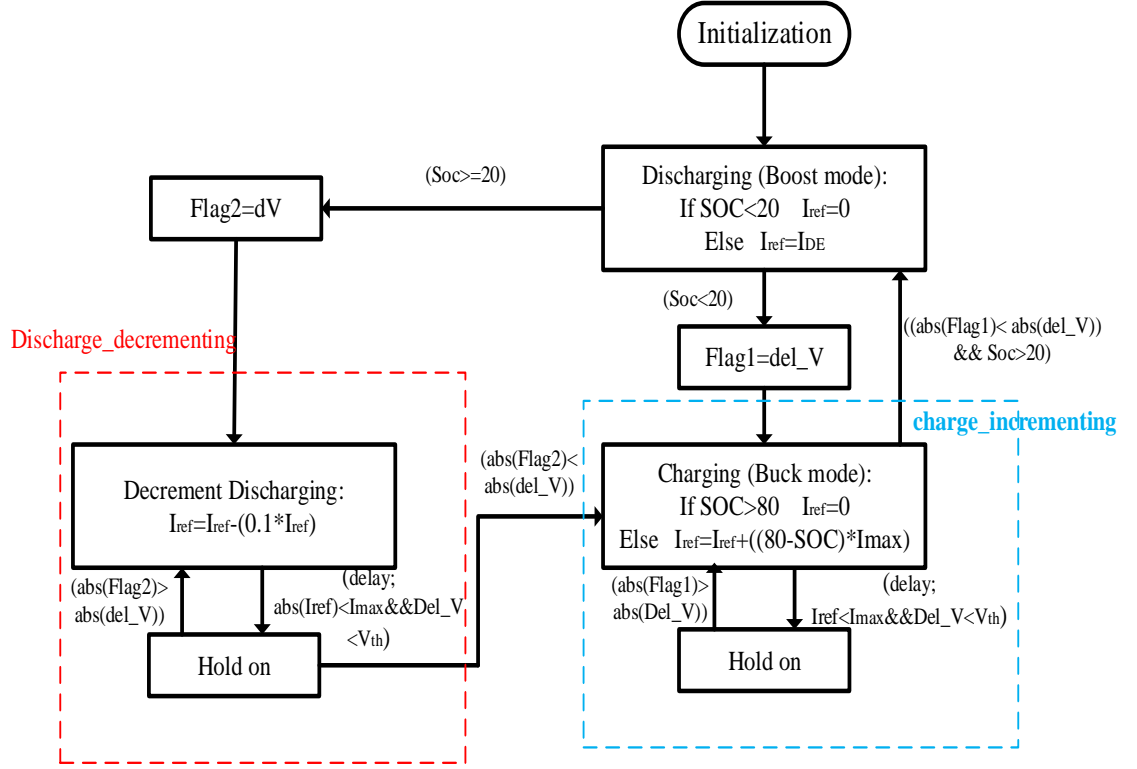 Initialization
Discharging (Boost mode):
If SOC<20 Iref=0
Else Iref=IDE
(Soc>=20)
Flag2=dV
(Soc<20)
Flag1=del_V
((abs(Flag1)< abs(del_V))
&& Soc>20)
Discharge_decrementing
charge_incrementing
Decrement Discharging:
Iref=Iref-(0.1*Iref)
(abs(Flag2)<
abs(del_V))
Charging (Buck mode):
If SOC>80 Iref=0
Else Iref=Iref+((80-SOC)*Imax)
(abs(Flag2)>
abs(del_V))
(delay;
abs(Iref)<Imax&&Del_V
<Vth)
Hold on
(abs(Flag1)>
abs(Del_V))
(delay;
Iref<Imax&&Del_V<Vth)
Hold on